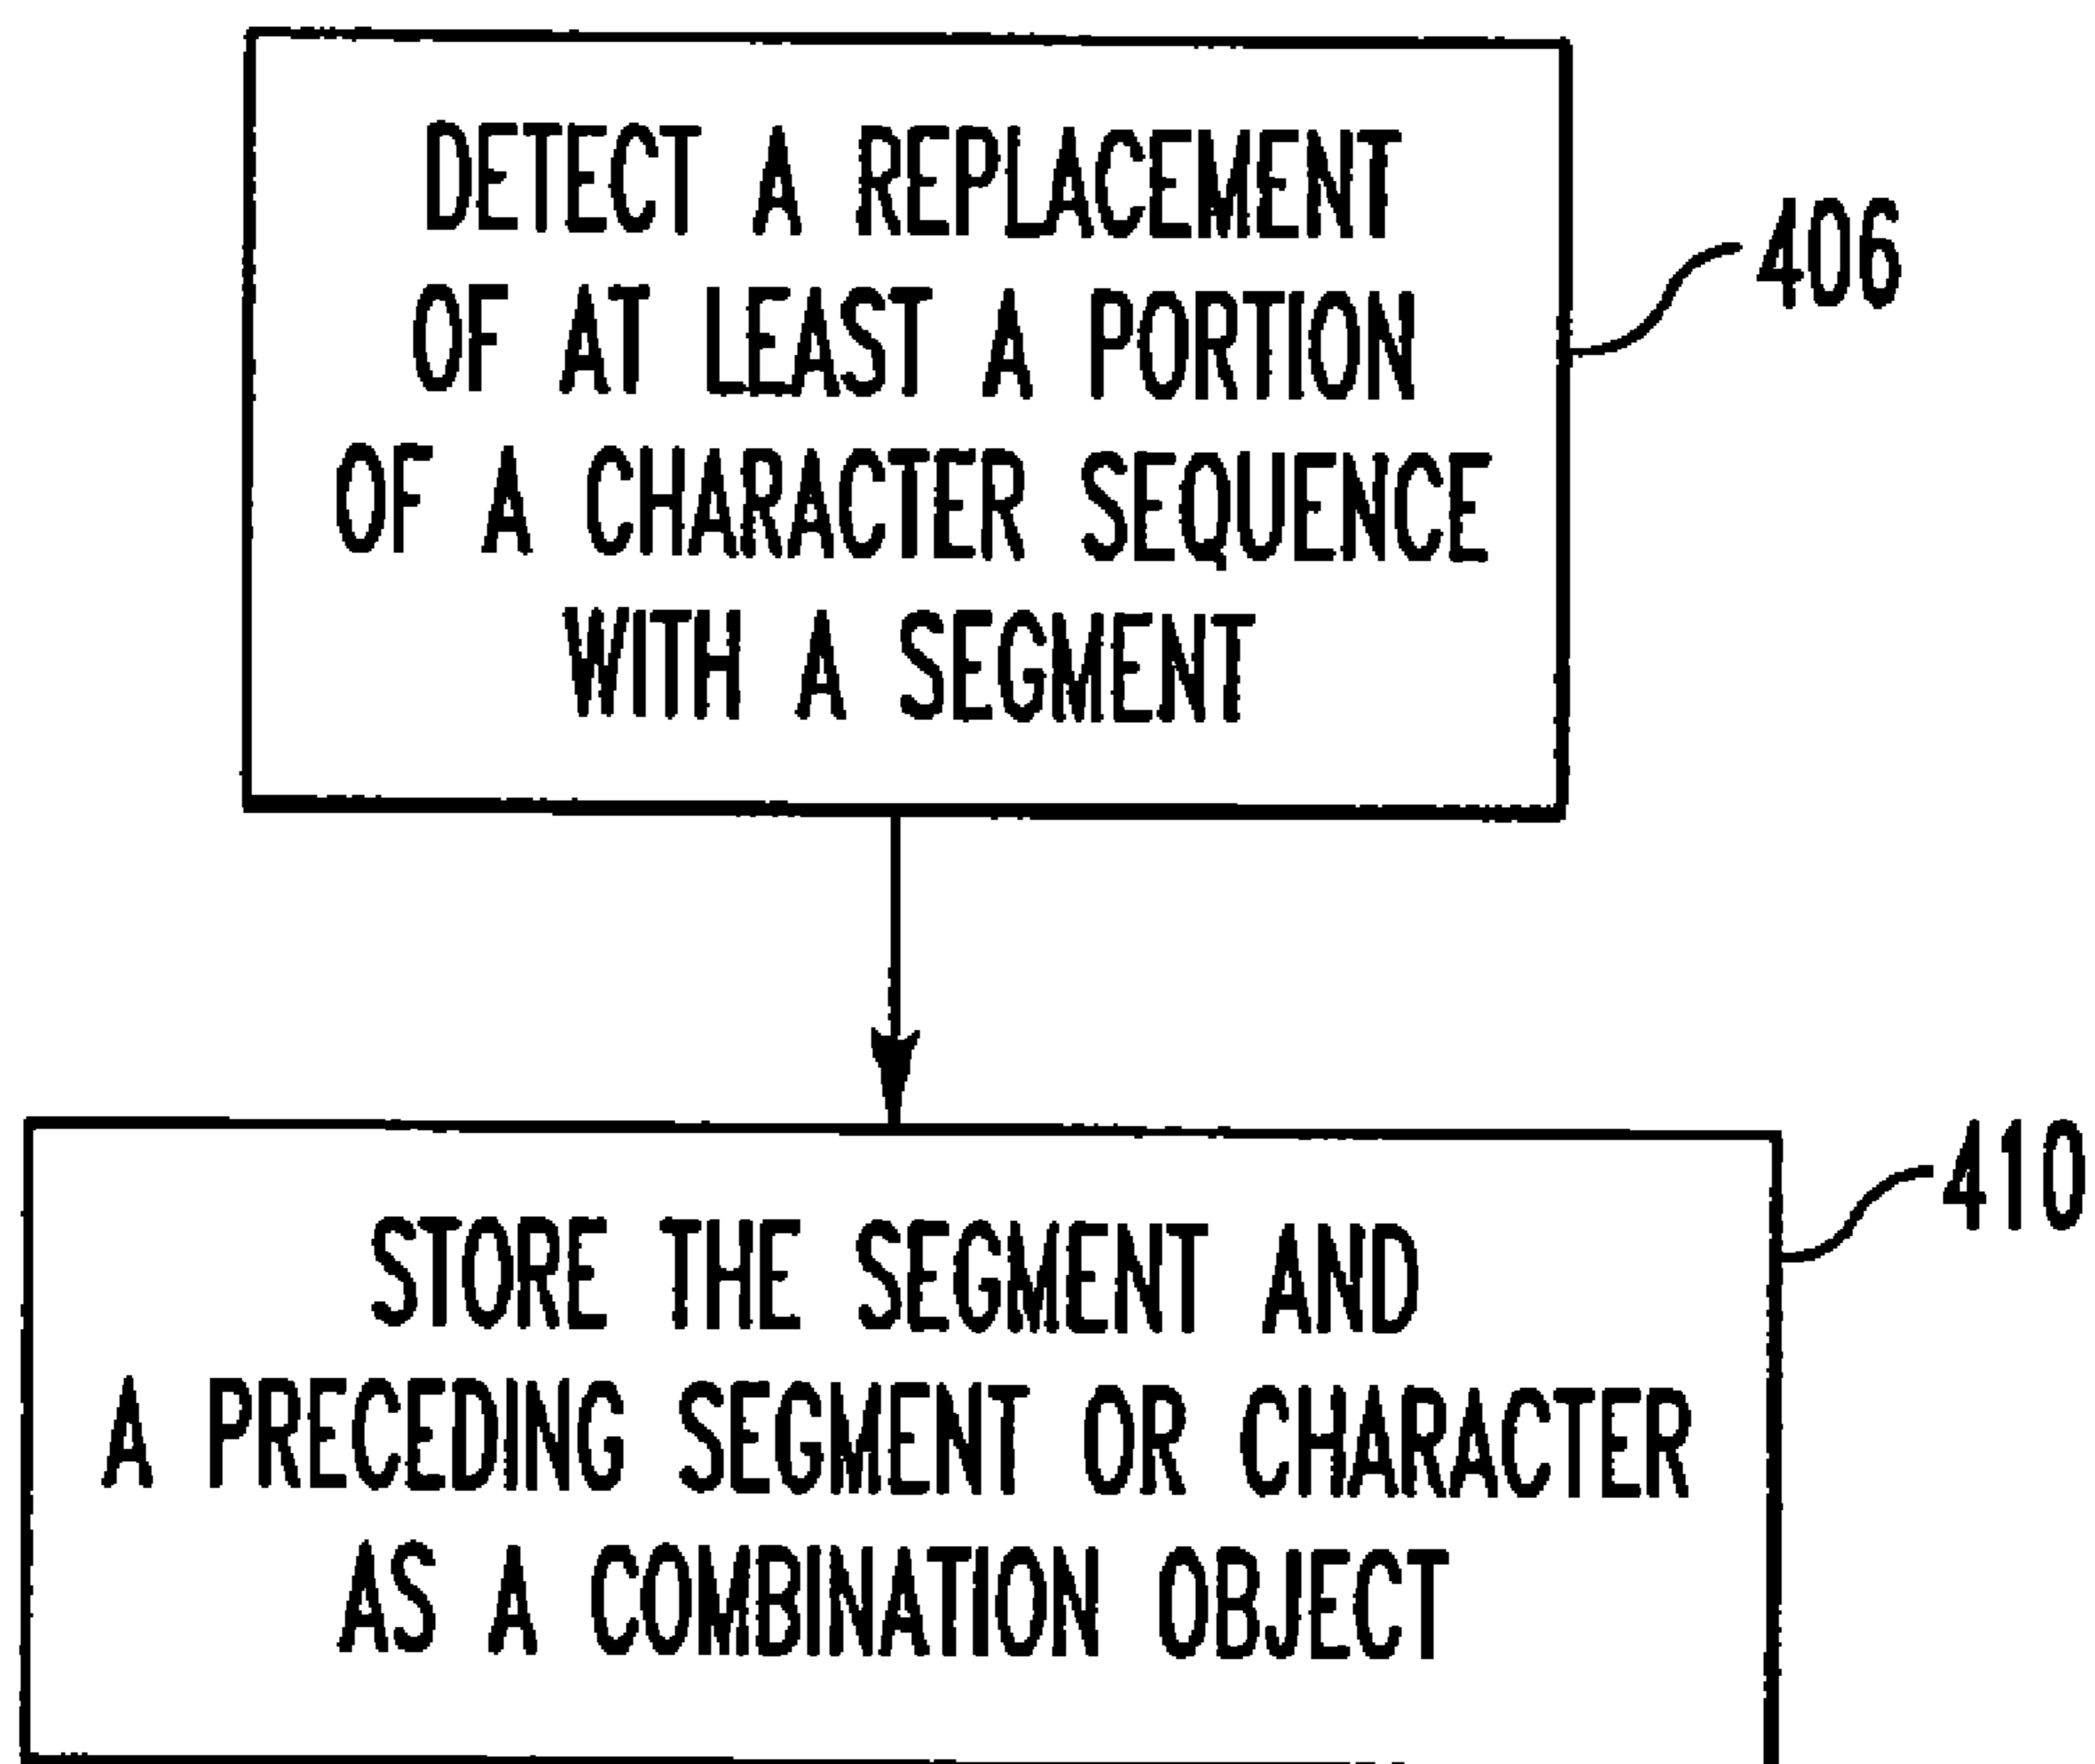 DETECT A REPLACEMENT
OF AT LEAST A PORTION
OF A CHARACTER SEQUENCE
WITH A SEGMENT
406
STORE THE SEGMENT AND
A PRECEDING SEGMENT OR CHARACTER
AS A COMBINATION OBJECT
410